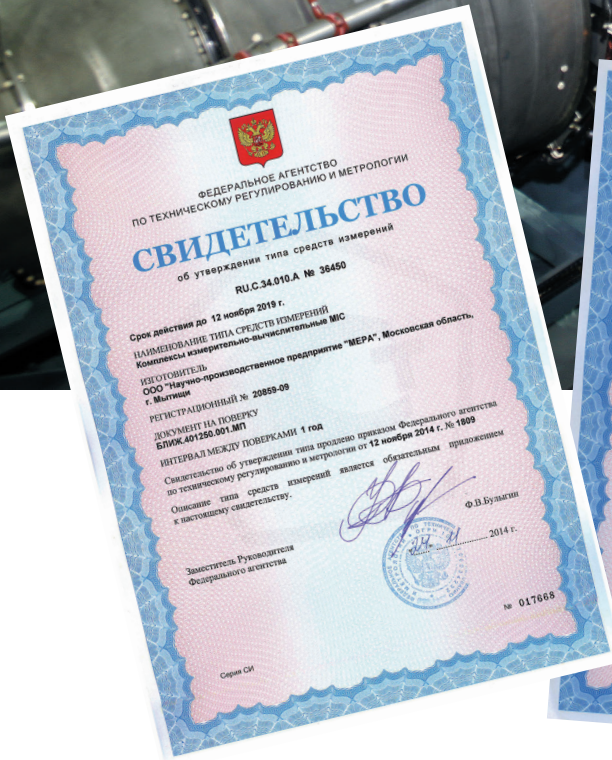 ФЕДЕРАЛЬНОЕ АГЕНТСТВО
ПО ТЕХНИЧЕСКОМУ РЕГУЛИРОВАНИЮ И МЕТРОЛОГИИ
СВИДЕТЕЛЬСТВО
об утверждении типа средств измерений
RU.C.34.010.A № 36450
Срок действия до 12 ноября 2019 г.
НАИМЕНОВАНИЕ ТИПА СРЕДСТВ ИЗМЕРЕНИЙ
Комплексы измерительно-вычислительные MIC
ИЗГОТОВИТЕЛЬ
ООО "Научно-производственное предприятие "МЕРА", Московская область,
г. Мытищи
РЕГИСТРАЦИОННЫЙ № 20859-09
ДОКУМЕНТ НА ПОВЕРКУ
БЛИЖ.401250.001.МП
ИНТЕРВАЛ МЕЖДУ ПОВЕРКАМИ 1 год
Свидетельство об утверждении типа продлено приказом Федерального агентства
по техническому регулированию и метрологии от 12 ноября 2014 г. № 1809
Описание типа средств измерений является обязательным приложением
к настоящему свидетельству.
Заместитель Руководителя
Федерального агентства
Ф.В.Булыгин
"24" 11 2014 г.
№ 017668
Серия СИ